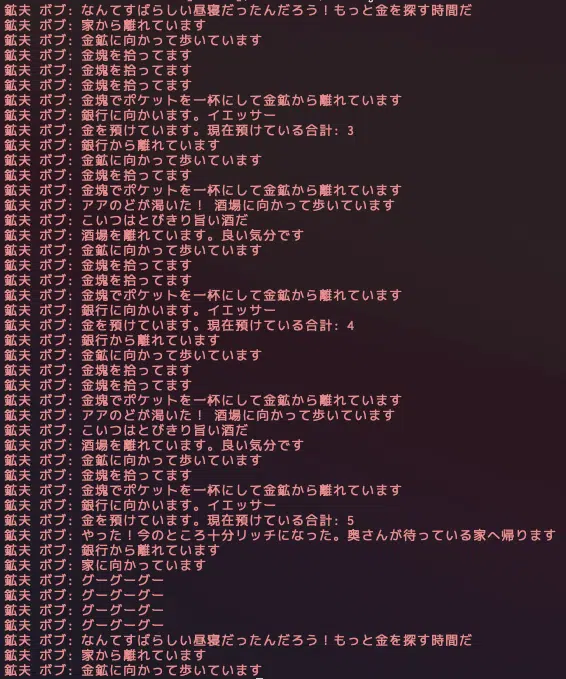 鉱夫 ボブ: なんてすばらしい昼寝だったんだろう！もっと金を探す時間だ
鉱夫 ボブ: 家から離れています
鉱夫 ボブ: 金鉱に向かって歩いています
鉱夫 ボブ: 金塊を拾ってます
鉱夫 ボブ: 金塊を拾ってます
鉱夫 ボブ: 金塊を拾ってます
鉱夫 ボブ: 金塊でポケットを一杯にして金鉱から離れています
鉱夫 ボブ: 銀行に向かいます。イエッサー
鉱夫 ボブ: 金を預けています。現在預けている合計: 3
鉱夫 ボブ: 銀行から離れています
鉱夫 ボブ: 金鉱に向かって歩いています
鉱夫 ボブ: 金塊を拾ってます
鉱夫 ボブ: 金塊でポケットを一杯にして金鉱から離れています
鉱夫 ボブ: アアのどが渇いた！ 酒場に向かって歩いています
鉱夫 ボブ: こいつはとびきり旨い酒だ
鉱夫 ボブ: 酒場を離れています。良い気分です
鉱夫 ボブ: 金鉱に向かって歩いています
鉱夫 ボブ: 金塊を拾ってます
鉱夫 ボブ: 金塊を拾ってます
鉱夫 ボブ: 金塊でポケットを一杯にして金鉱から離れています
鉱夫 ボブ: 銀行に向かいます。イエッサー
鉱夫 ボブ: 金を預けています。現在預けている合計: 4
鉱夫 ボブ: 銀行から離れています
鉱夫 ボブ: 金鉱に向かって歩いています
鉱夫 ボブ: 金塊を拾ってます
鉱夫 ボブ: 金塊を拾ってます
鉱夫 ボブ: 金塊でポケットを一杯にして金鉱から離れています
鉱夫 ボブ: アアのどが渇いた！ 酒場に向かって歩いています
鉱夫 ボブ: こいつはとびきり旨い酒だ
鉱夫 ボブ: 酒場を離れています。良い気分です
鉱夫 ボブ: 金鉱に向かって歩いています
鉱夫 ボブ: 金塊を拾ってます
鉱夫 ボブ: 金塊でポケットを一杯にして金鉱から離れています
鉱夫 ボブ: 銀行に向かいます。イエッサー
鉱夫 ボブ: 金を預けています。現在預けている合計: 5
鉱夫 ボブ: やった！今のところ十分リッチになった。奥さんが待っている家へ帰ります
鉱夫 ボブ: 銀行から離れています
鉱夫 ボブ: 家に向かっています
鉱夫 ボブ: グーグーグー
鉱夫 ボブ: グーグーグー
鉱夫 ボブ: グーグーグー
鉱夫 ボブ: グーグーグー
鉱夫 ボブ: なんてすばらしい昼寝だったんだろう！もっと金を探す時間だ
鉱夫 ボブ: 家から離れています
鉱夫 ボブ: 金鉱に向かって歩いています